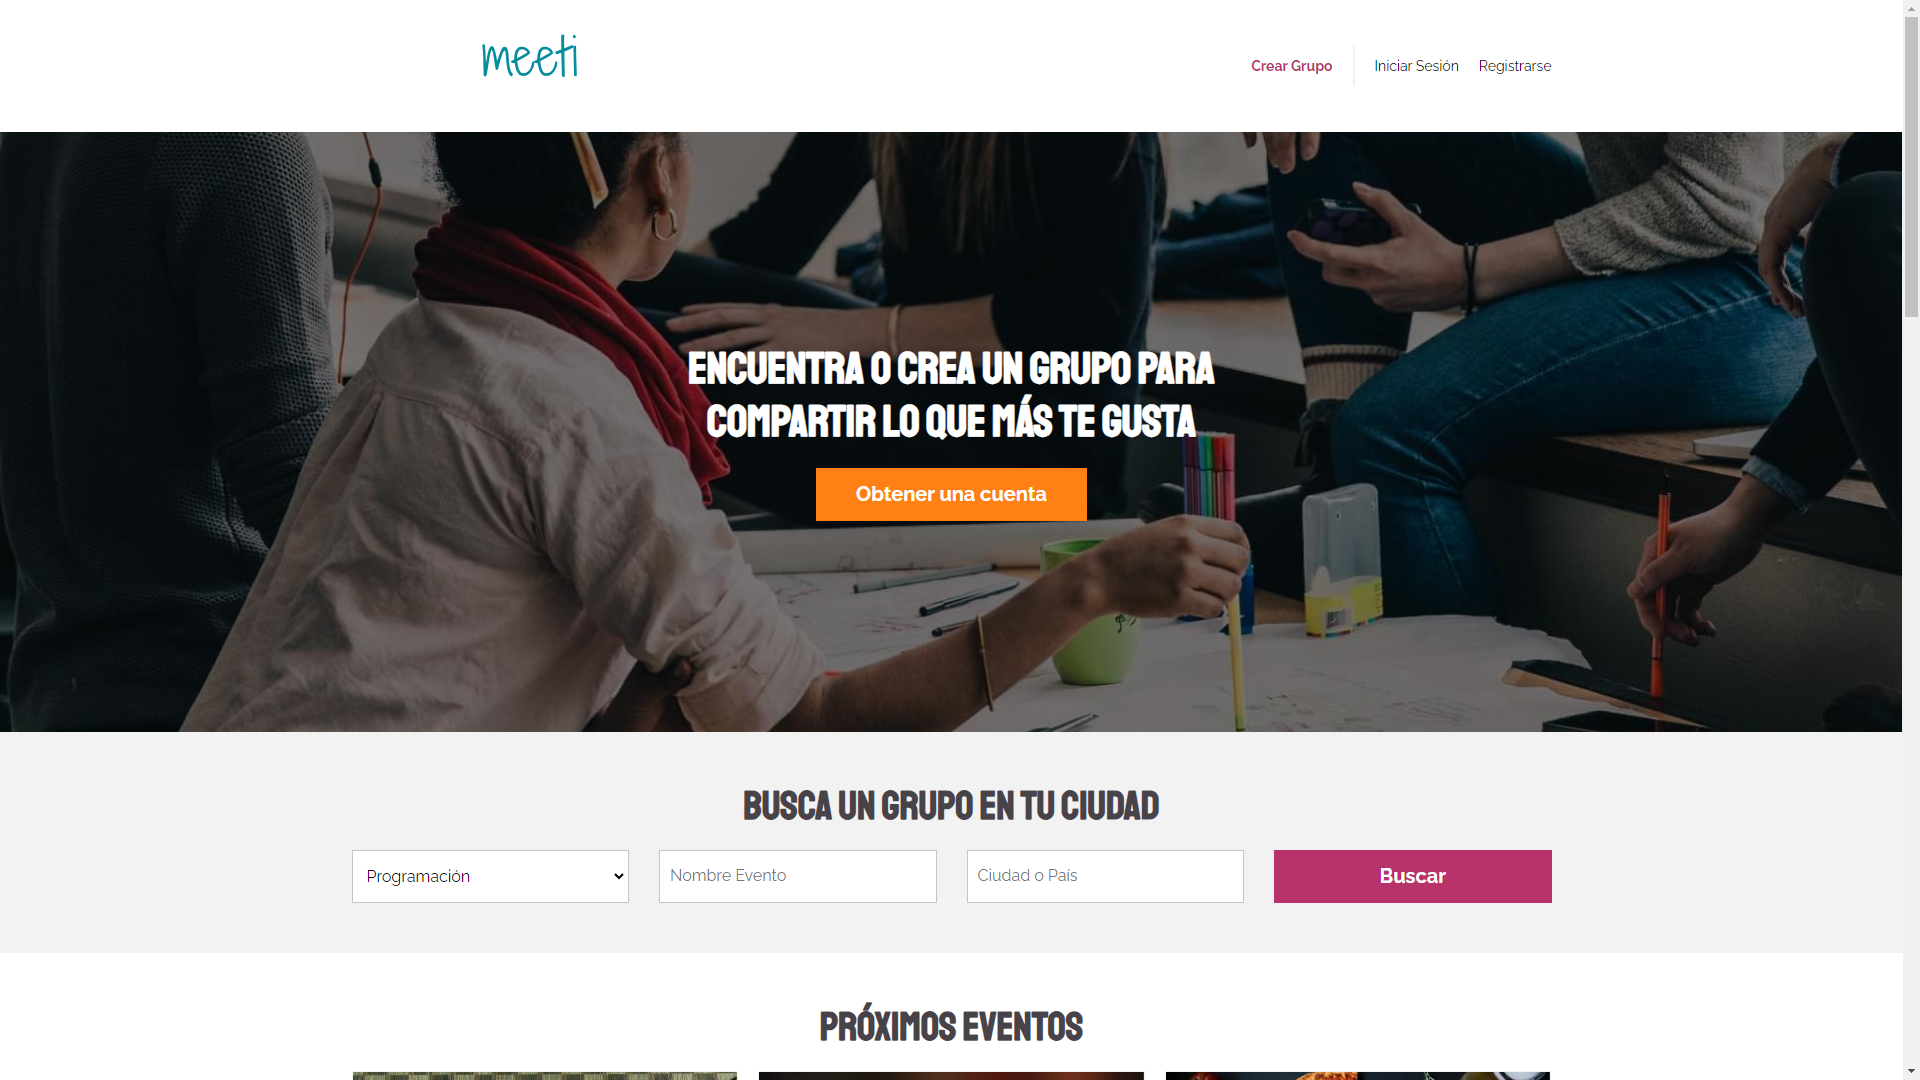 meeti
Crear Grupo
Iniciar Sesión
Registrarse
ENCUENTRA O CREA UN GRUPO PARA
COMPARTIR LO QUE MÁS TE GUSTA
Obtener una cuenta
BUSCA UN GRUPO EN TU CIUDAD
Programación
Nombre Evento
Ciudad o País
Buscar
PRÓXIMOS EVENTOS